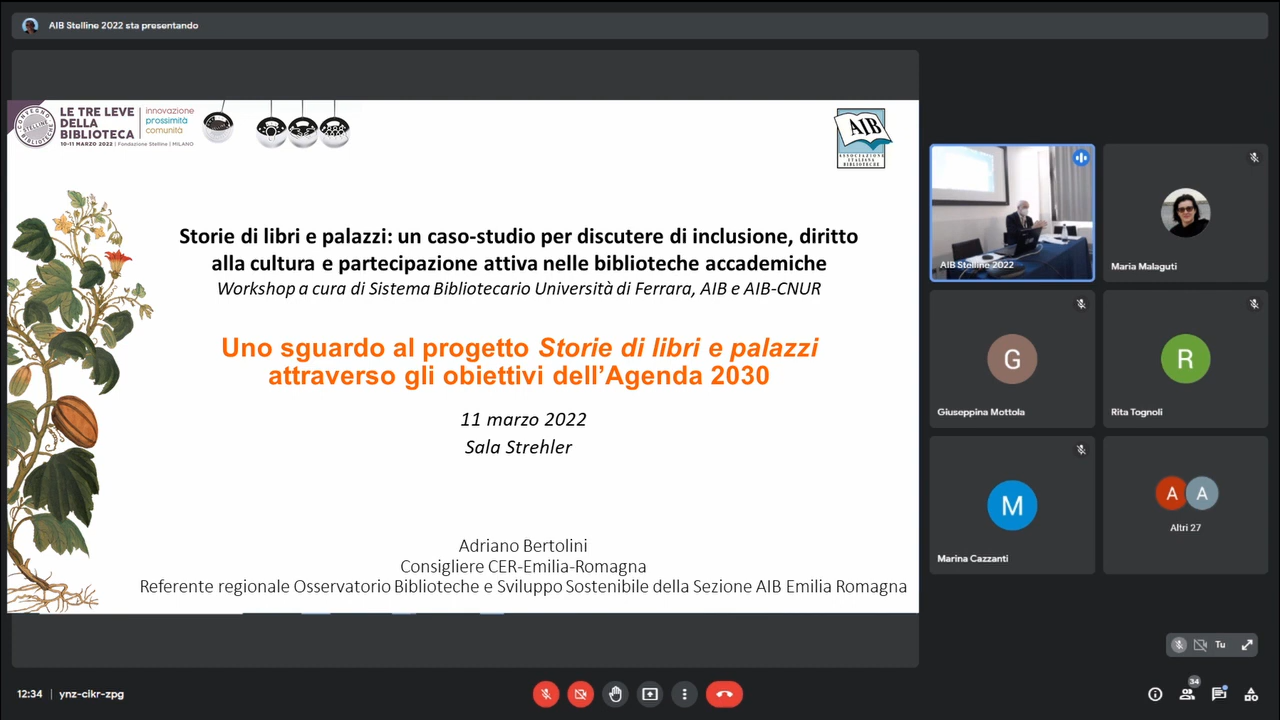 AIB Stelline 2022 sta presentando
LE TRE LEVE
DELLA
BIBLIOTECA
innovazione
prossimità
comunità
10-11 MARZO 2022 | Fondazione Stelline | MILANO
CONVEGNO
STELLINE
BIBLIOTECHE
AIB
ASSOCIAZIONE
ITALIANA
BIBLIOTECHE
Storie di libri e palazzi: un caso-studio per discutere di inclusione, diritto
alla cultura e partecipazione attiva nelle biblioteche accademiche
Workshop a cura di Sistema Bibliotecario Università di Ferrara, AIB e AIB-CNUR
Uno sguardo al progetto Storie di libri e palazzi
attraverso gli obiettivi dell'Agenda 2030
11 marzo 2022
Sala Strehler
Adriano Bertolini
Consigliere CER-Emilia-Romagna
Referente regionale Osservatorio Biblioteche e Sviluppo Sostenibile della Sezione AIB Emilia Romagna
AIB Stelline 2022
Maria Malaguti
G
Giuseppina Mottola
R
Rita Tognoli
M
Marina Cazzanti
A A
Altri 27
Tu
12:34 | ynz-cikr-zpg
34